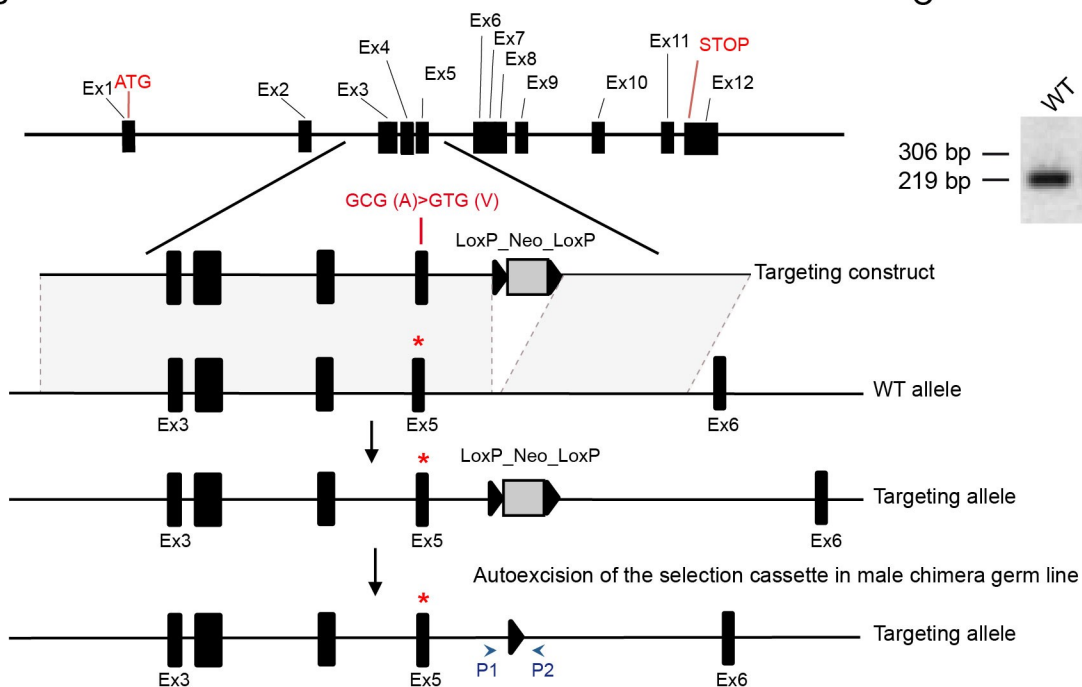 Ex1
ATG
Ex2
Ex3
Ex4
Ex5
Ex6
Ex7
Ex8
Ex9
Ex10
Ex11
STOP
Ex12
WT
306 bp
219 bp
GCG (A)>GTG (V)
LoxP_Neo_LoxP
Targeting construct
*
WT allele
Ex3
Ex5
Ex6
*
LoxP_Neo_LoxP
Targeting allele
Ex3
Ex5
Ex6
Autoexcision of the selection cassette in male chimera germ line
*
Targeting allele
P1
P2
Ex3
Ex5
Ex6